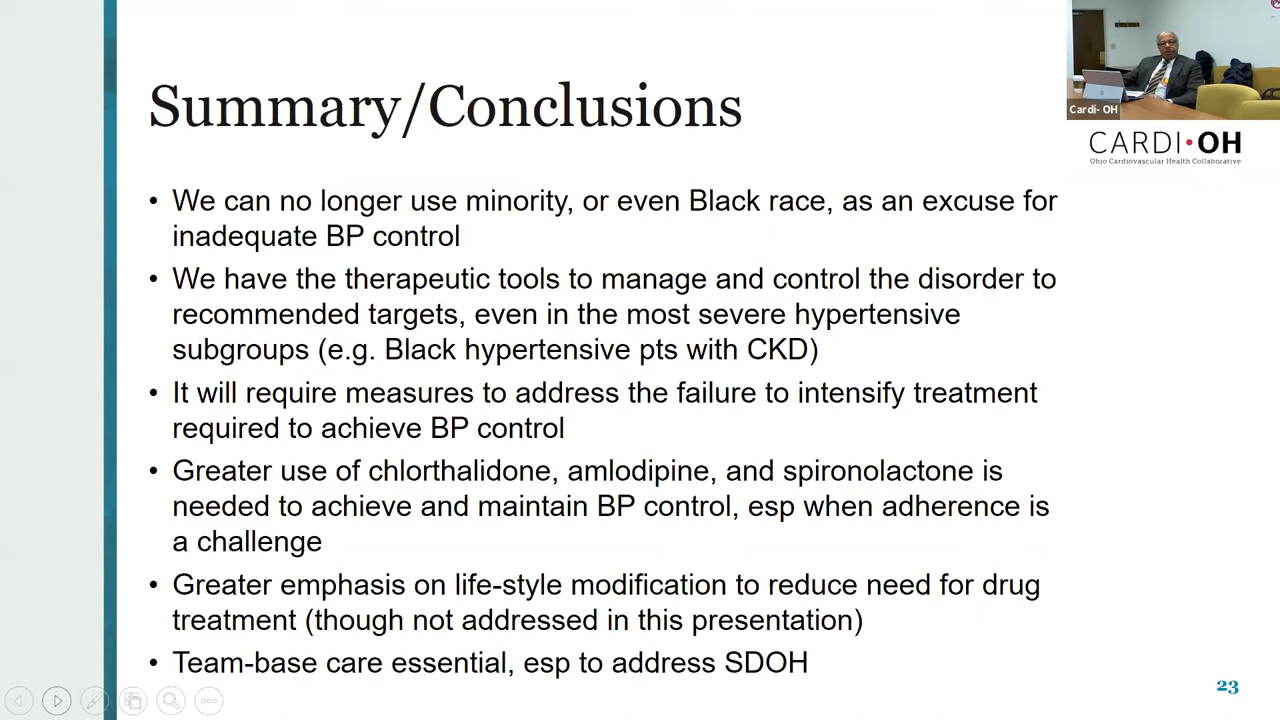 Summary/Conclusions
Cardi- OH
CARDI•OH
Ohio Cardiovascular Health Collaborative
• We can no longer use minority, or even Black race, as an excuse for
inadequate BP control
• We have the therapeutic tools to manage and control the disorder to
recommended targets, even in the most severe hypertensive
subgroups (e.g. Black hypertensive pts with CKD)
• It will require measures to address the failure to intensify treatment
required to achieve BP control
• Greater use of chlorthalidone, amlodipine, and spironolactone is
needed to achieve and maintain BP control, esp when adherence is
a challenge
• Greater emphasis on life-style modification to reduce need for drug
treatment (though not addressed in this presentation)
• Team-base care essential, esp to address SDOH
23